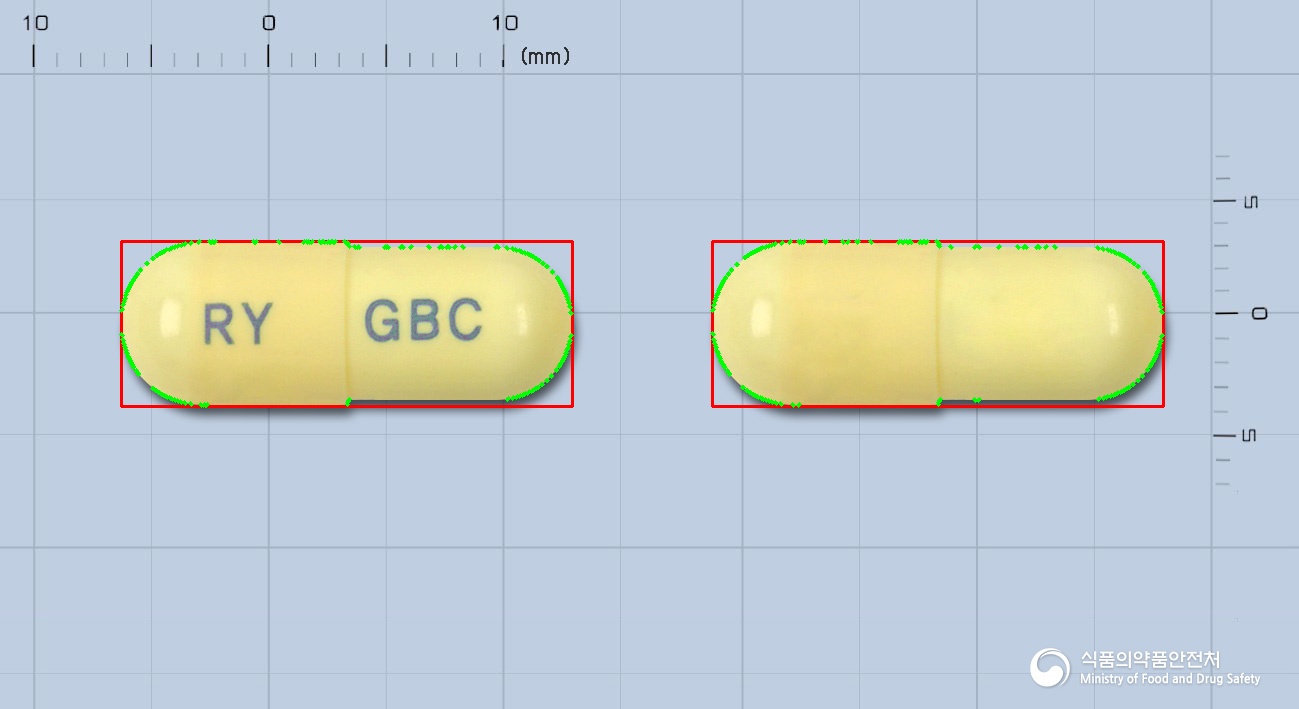 10 0 10
(mm)
5
RY GBC
0
5
식품의약품안전처
Ministry of Food and Drug Safety